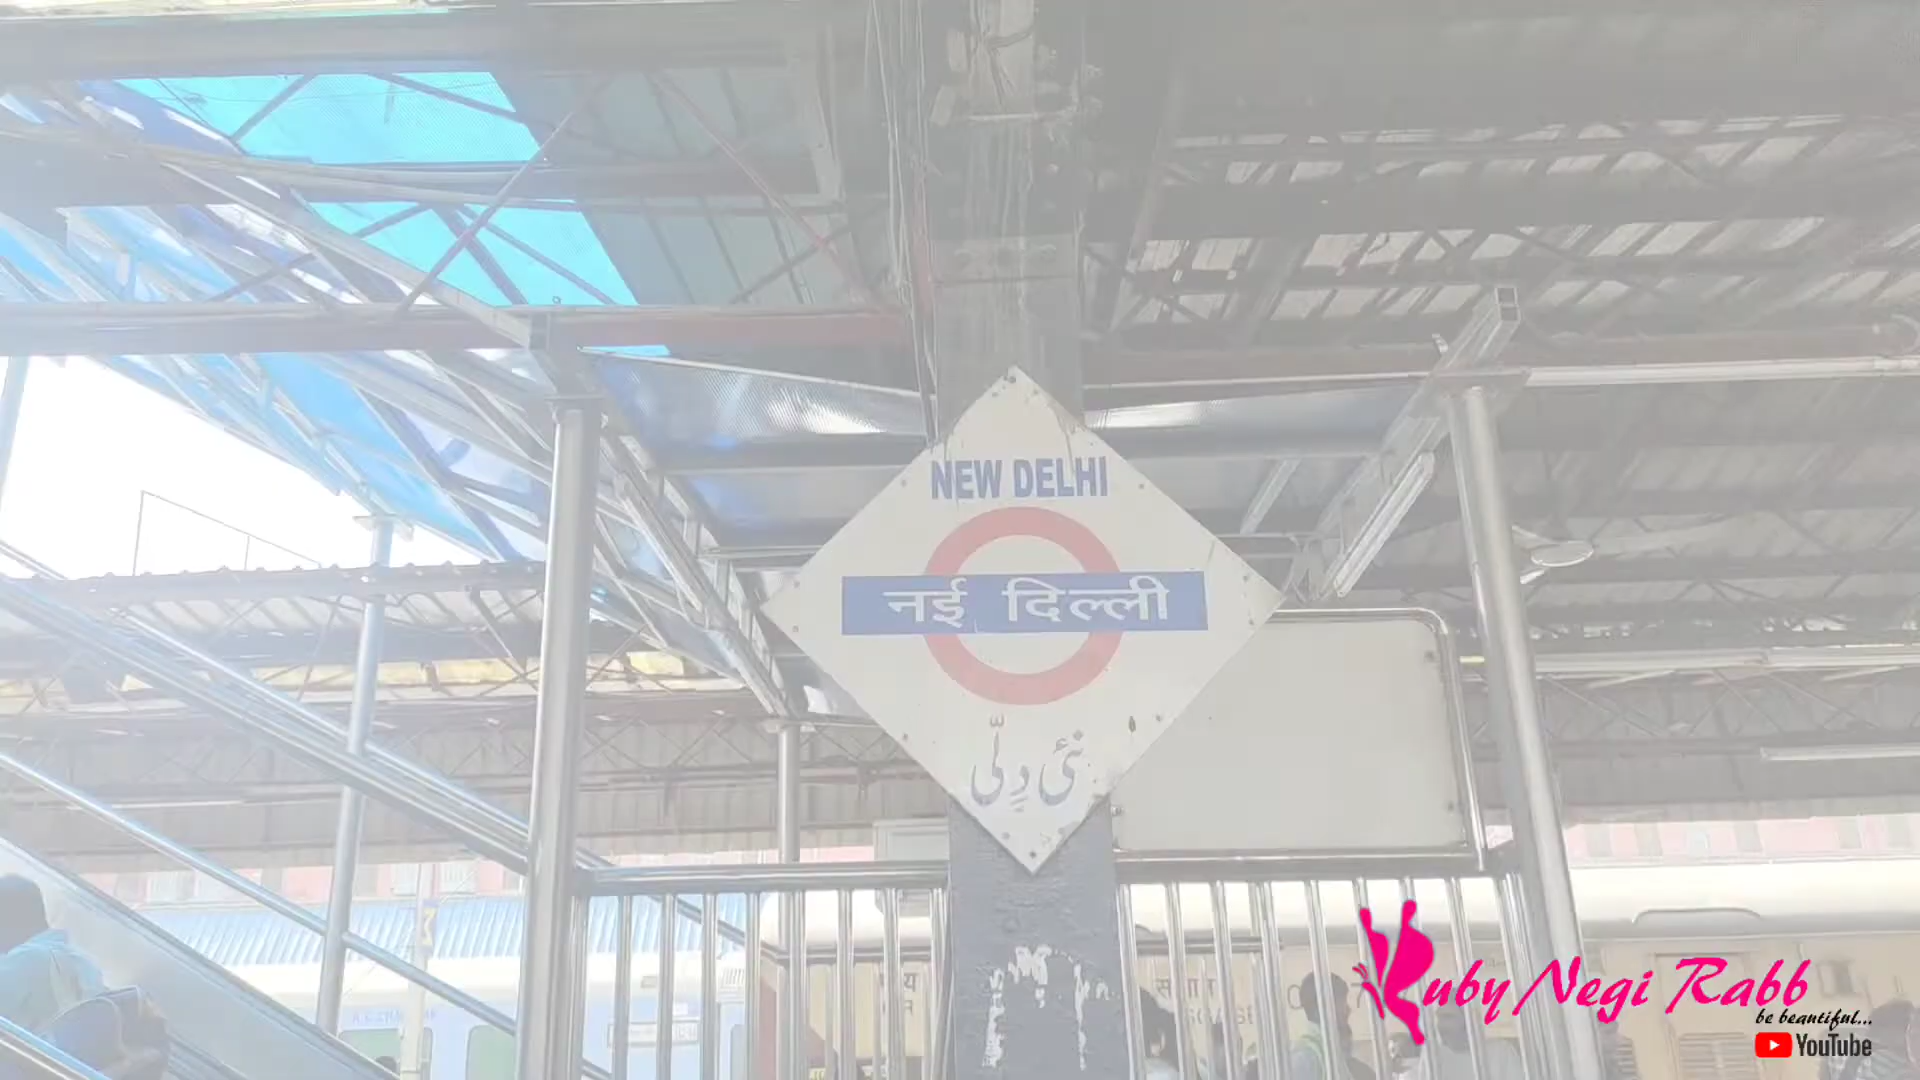 NEW DELHI
नई दिल्ली
نئی دِلّی
Ruby Negi Rabb
be beautiful...
YouTube